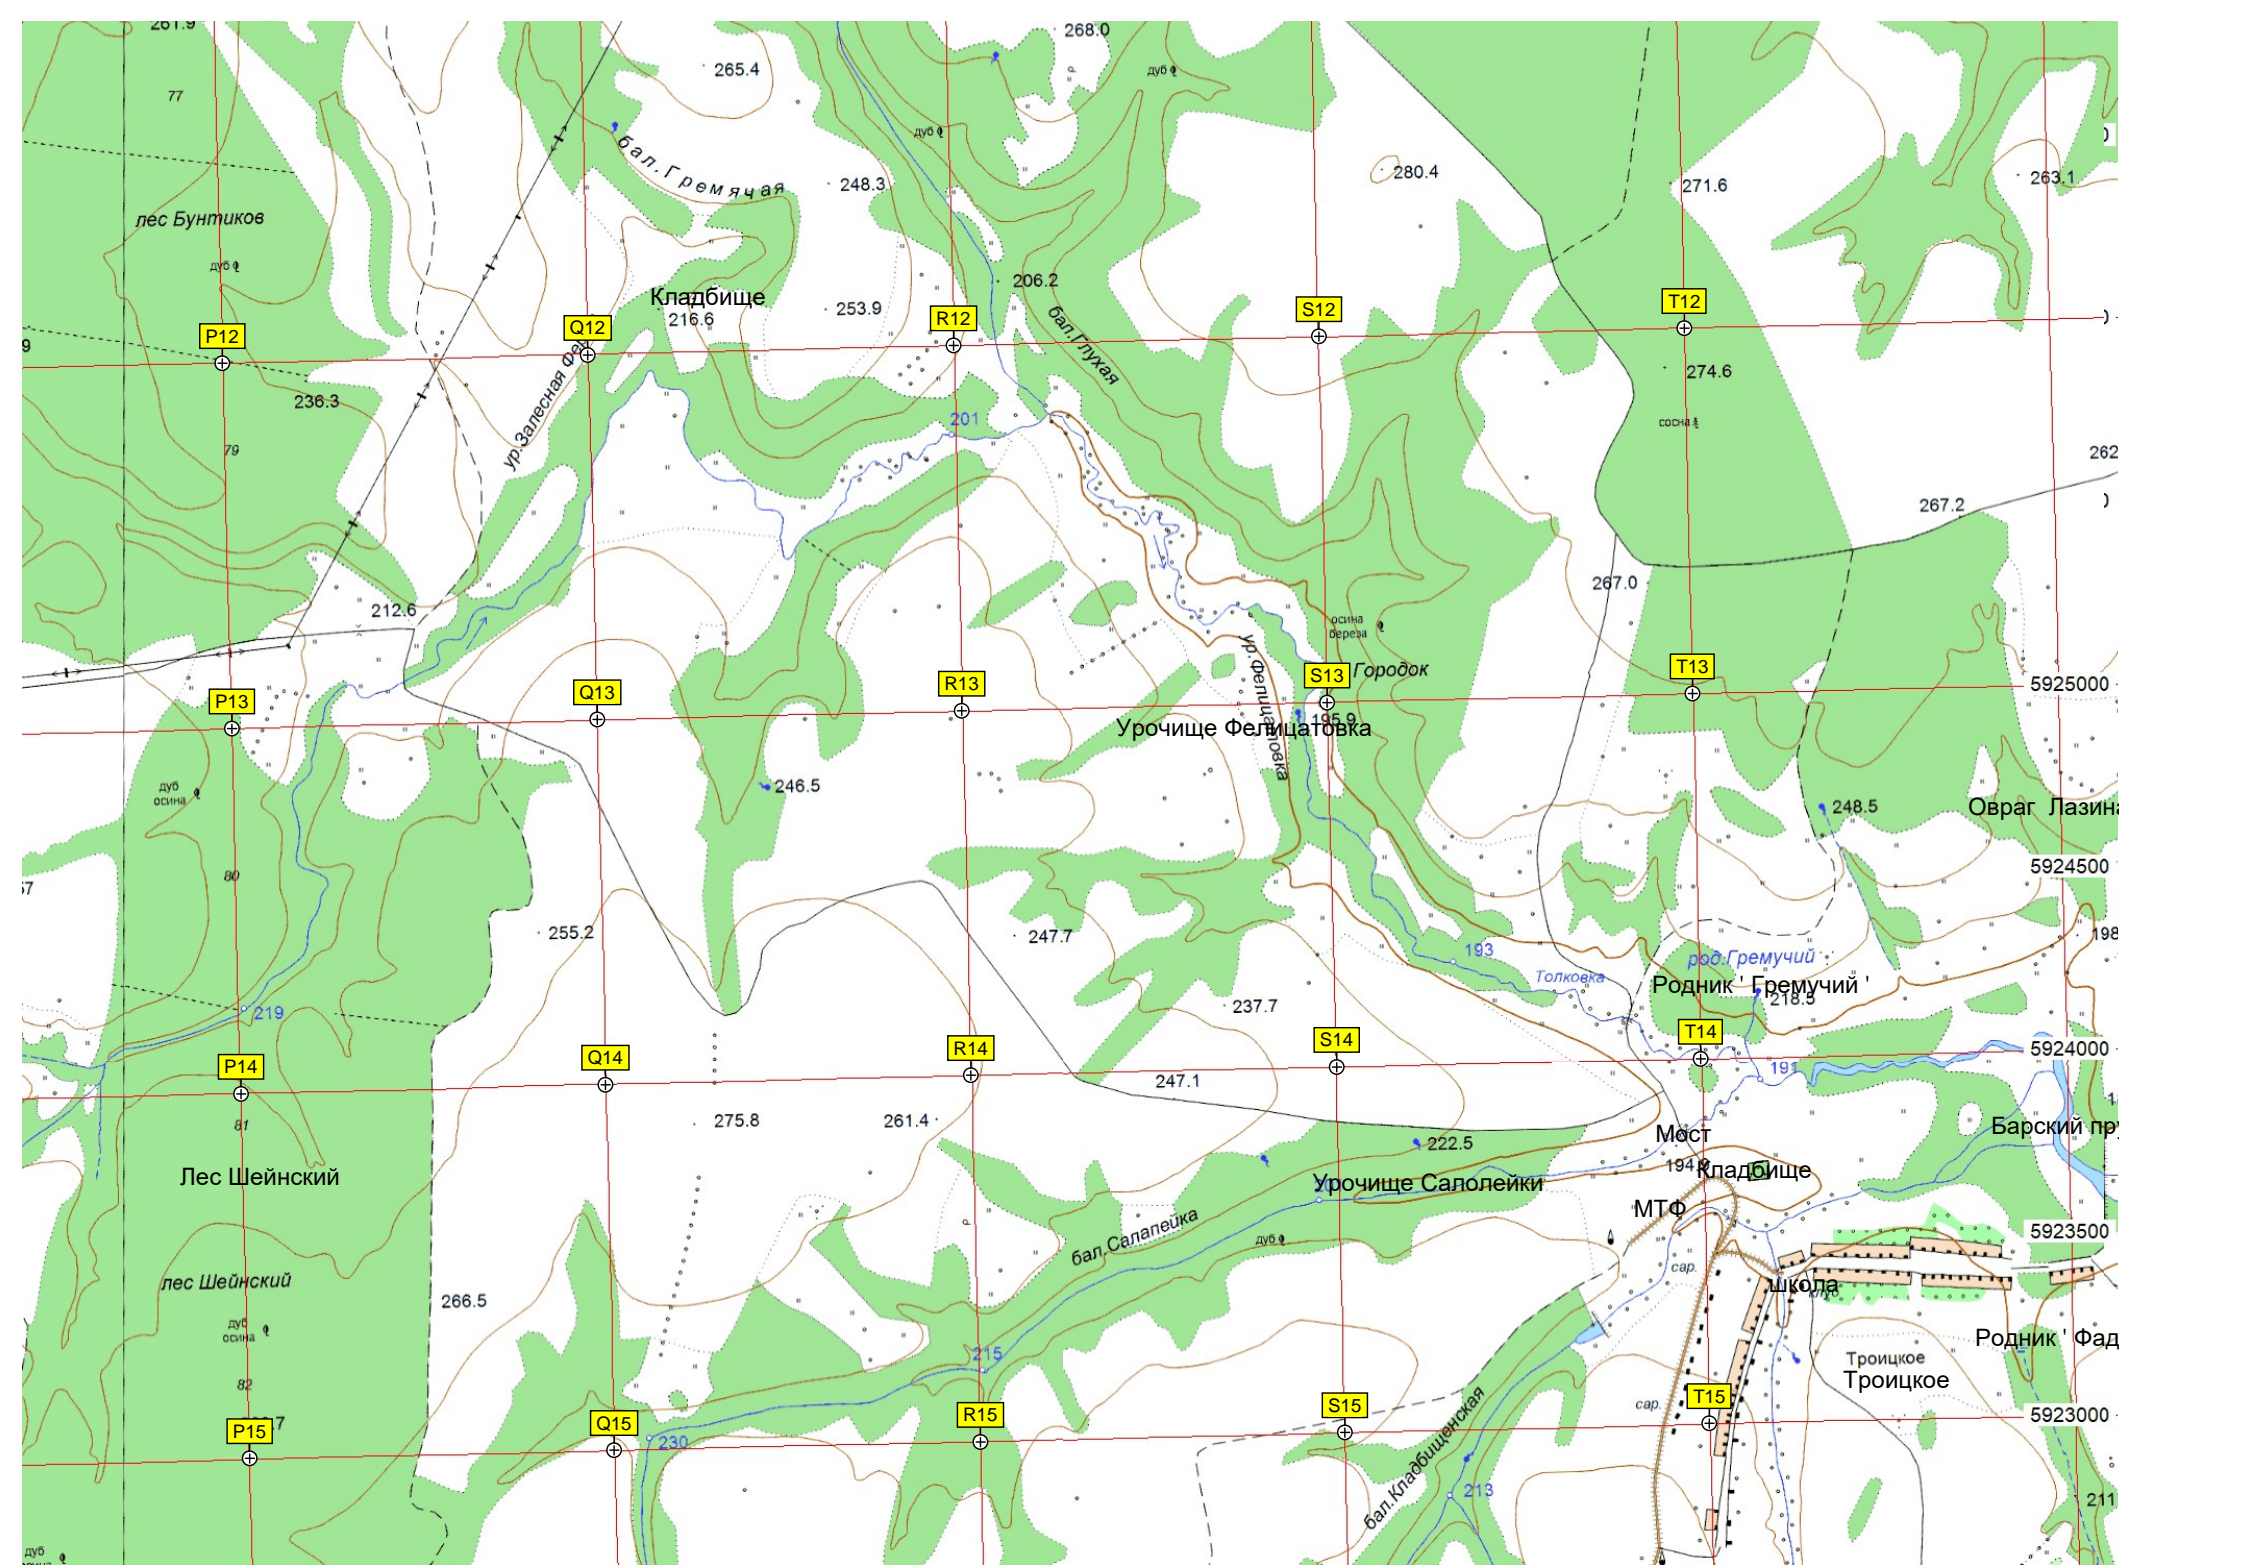 261.9
268.0
265.4
дуб
77
дуб
бал. Гремячая
248.3
280.4
271.6
263.1
лес Бунтиков
дуб
206.2
Кладбище
216.6
253.9
P12
Q12
R12
S12
T12
бал.Глухая
274.6
236.3
201
сосна
79
ур.Залесная
262
267.2
267.0
212.6
осина
береза
ур.Фелицатовка
Городок
P13
Q13
R13
S13
T13
5925000
195.9
Урочище Фелицатовка
246.5
дуб
осина
248.5
Овраг Лазина
5924500
80
255.2
247.7
193
198
род.Гремучий
Толковка
Родник ' Гремучий '
218.5
237.7
219
P14
Q14
R14
S14
T14
5924000
191
247.1
275.8
261.4
81
Барский пру
Мост
222.5
194.
Кладбище
Лес Шейнский
Урочище Салолейки
МТФ
бал.Салапейка
дуб
5923500
сар.
лес Шейнский
школа
клуб
266.5
дуб
осина
215
Родник ' Фад
Троицкое
Троицкое
82
P15
Q15
R15
S15
T15
5923000
сар.
230
бал.Кладбищенская
213
211
дуб